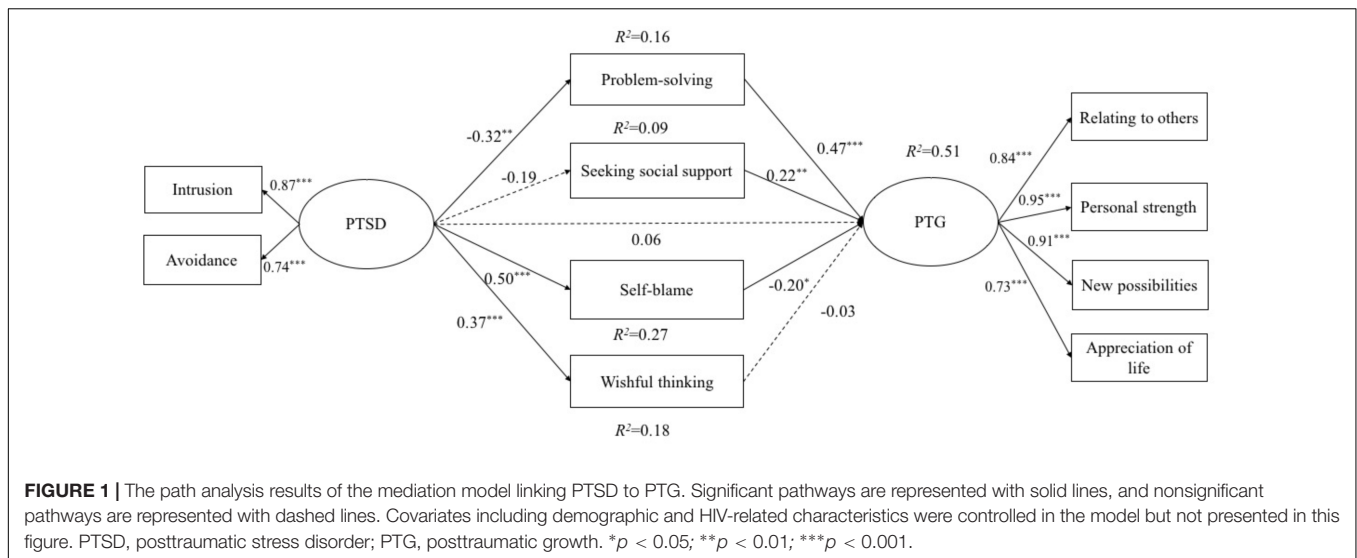 R²=0.16
Problem-solving
-0.32**
0.47***
R²=0.09
Seeking social support
-0.19
0.22**
Intrusion
0.87***
Avoidance
0.74***
PTSD
0.06
0.50***
Self-blame
-0.20*
R²=0.27
0.37***
Wishful thinking
-0.03
R²=0.18
R²=0.51
PTG
0.84***
Relating to others
0.95***
Personal strength
0.91***
New possibilities
0.73***
Appreciation of
life
FIGURE 1 | The path analysis results of the mediation model linking PTSD to PTG. Significant pathways are represented with solid lines, and nonsignificant
pathways are represented with dashed lines. Covariates including demographic and HIV-related characteristics were controlled in the model but not presented in this
figure. PTSD, posttraumatic stress disorder; PTG, posttraumatic growth. *p < 0.05; **p < 0.01; ***p < 0.001.